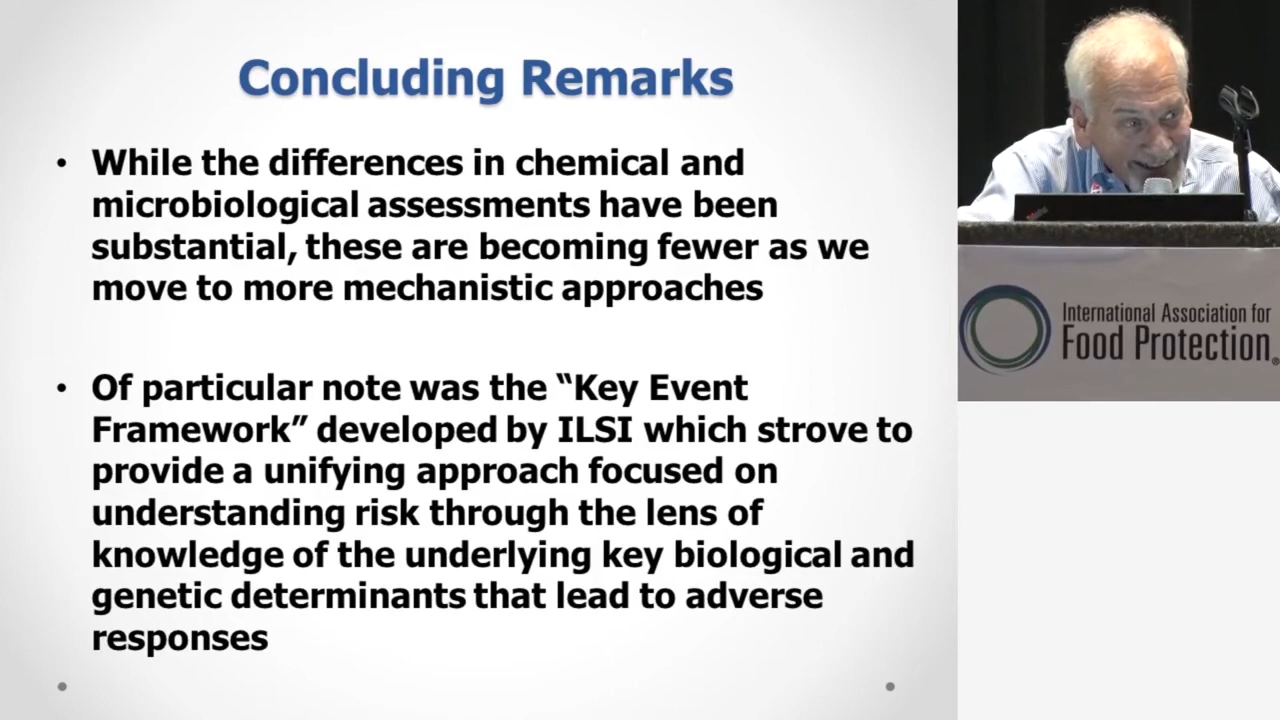 Concluding Remarks
• While the differences in chemical and
microbiological assessments have been
substantial, these are becoming fewer as we
move to more mechanistic approaches
• Of particular note was the “Key Event
Framework” developed by ILSI which strove to
provide a unifying approach focused on
understanding risk through the lens of
knowledge of the underlying key biological and
genetic determinants that lead to adverse
responses
International Association for
Food Protection®